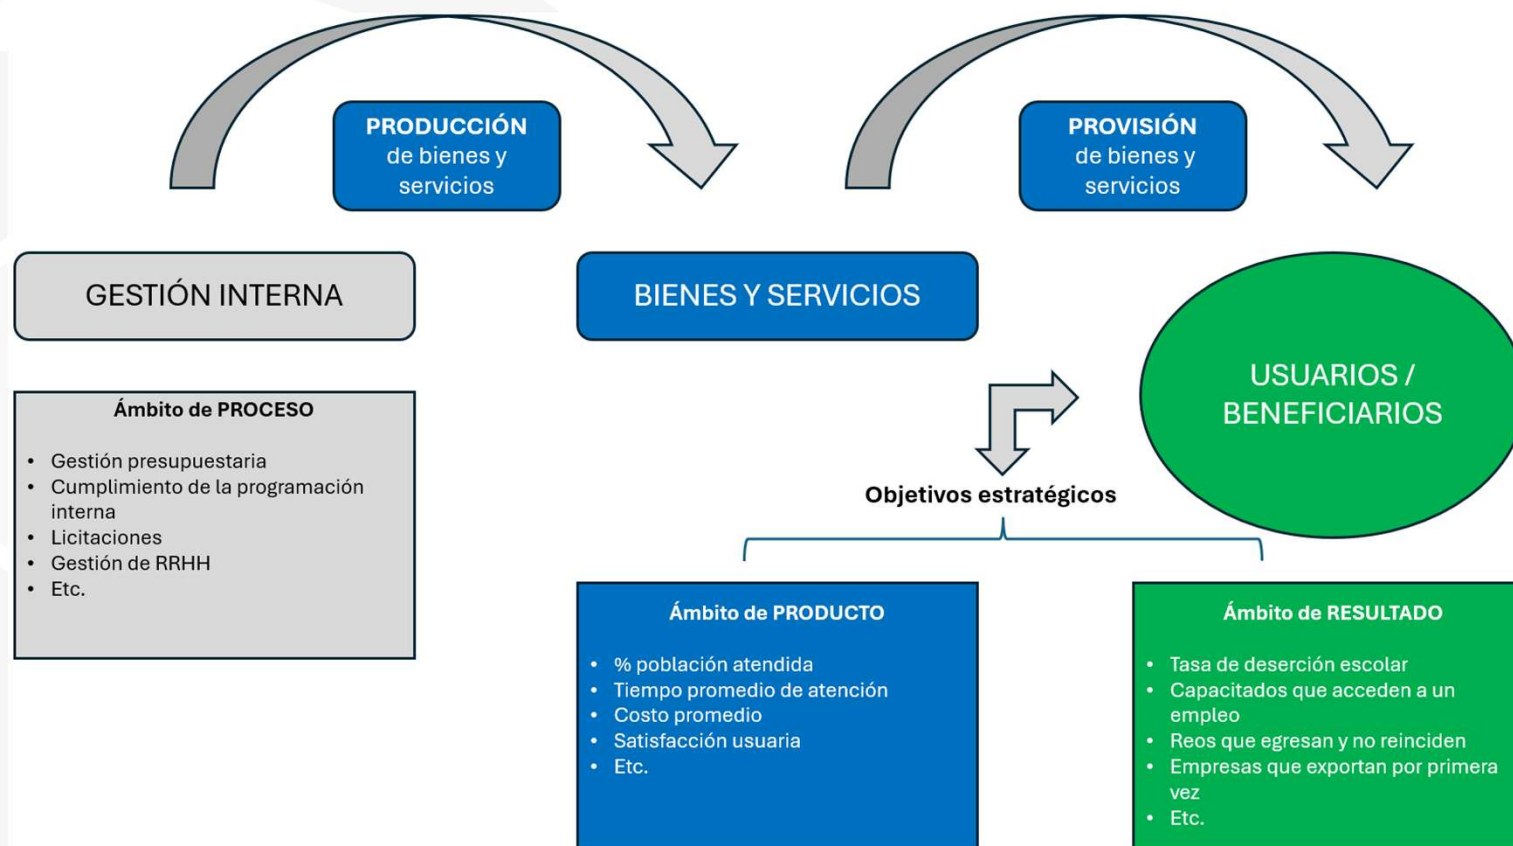 PRODUCCIÓN
de bienes y
servicios
PROVISIÓN
de bienes y
servicios
GESTIÓN INTERNA
BIENES Y SERVICIOS
USUARIOS /
BENEFICIARIOS
Ámbito de PROCESO
• Gestión presupuestaria
• Cumplimiento de la programación
interna
• Licitaciones
• Gestión de RRHH
• Etc.
Objetivos estratégicos
Ámbito de PRODUCTO
• % población atendida
• Tiempo promedio de atención
• Costo promedio
• Satisfacción usuaria
• Etc.
Ámbito de RESULTADO
• Tasa de deserción escolar
• Capacitados que acceden a un
empleo
• Reos que egresan y no reinciden
• Empresas que exportan por primera
vez
• Etc.